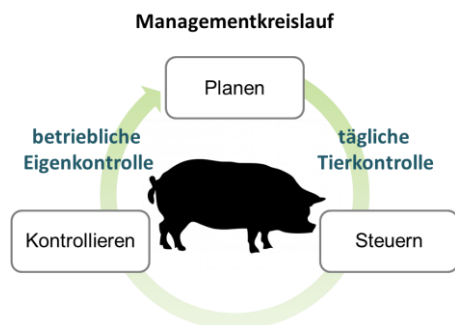 Managementkreislauf
Planen
betriebliche
Eigenkontrolle
tägliche
Tierkontrolle
Kontrollieren
Steuern